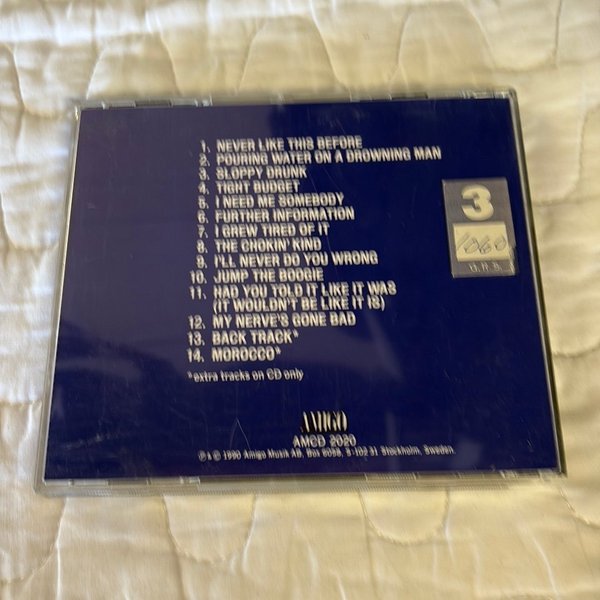 1. NEVER LIKE THIS BEFORE
2. POURING WATER ON A DROWNING MAN
3. SLOPPY DRUNK
4. TIGHT BUDGET
5. I NEED ME SOMEBODY
6. FURTHER INFORMATION
7. I GREW TIRED OF IT
8. THE CHOKIN' KIND
9. I'LL NEVER DO YOU WRONG
10. JUMP THE BOOGIE
11. HAD YOU TOLD IT LIKE IT WAS
(IT WOULDN'T BE LIKE IT IS)
12. MY NERVE'S GONE BAD
13. BACK TRACK*
14. MOROCCO*
*extra tracks on CD only
3
1060
AMIGO
AMCD 2020
℗ & © 1990 Amigo Musik AB, Box 9058, S-102 31 Stockholm, Sweden.